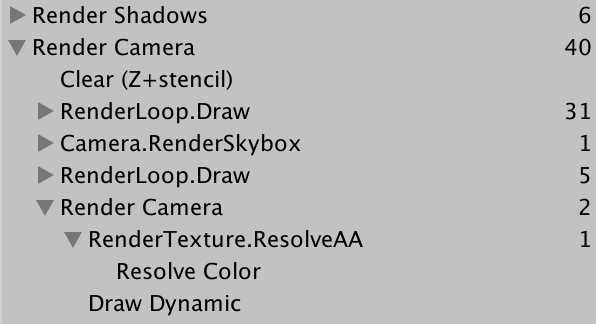 Render Shadows 6
Render Camera 40
Clear (Z+stencil)
RenderLoop.Draw 31
Camera.RenderSkybox 1
RenderLoop.Draw 5
Render Camera 2
RenderTexture.ResolveAA 1
Resolve Color
Draw Dynamic